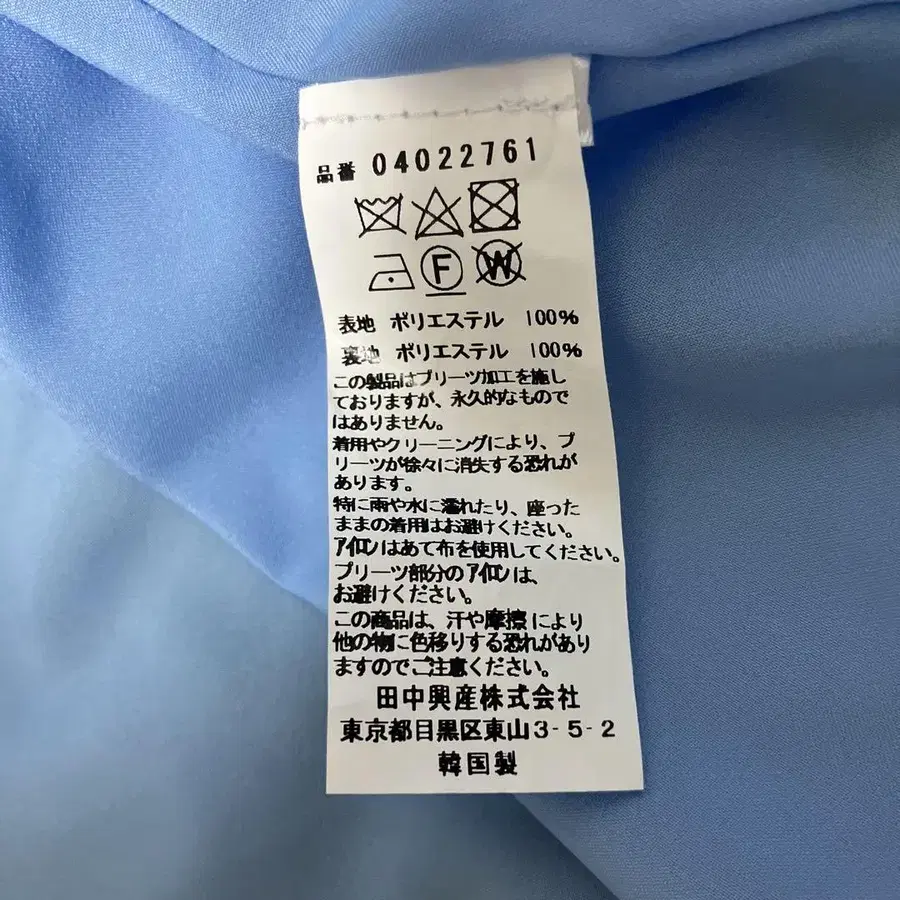 品番 04022761
F W
表地 ポリエステル 100%
裏地 ポリエステル 100%
この製品はプリーツ加工を施し
ておりますが、永久的なもので
はありません。
着用やクリーニングにより、プ
リーツが徐々に消失する恐れが
あります。
特に雨や水に濡れたり、座った
ままの着用はお避けください。
アイロンはあて布を使用してください。
プリーツ部分のアイロンは、
お避けください。
この商品は、汗や摩擦により
他の物に色移りする恐れがあり
ますのでご注意ください。
田中興産株式会社
東京都目黒区東山3-5-2
韓国製